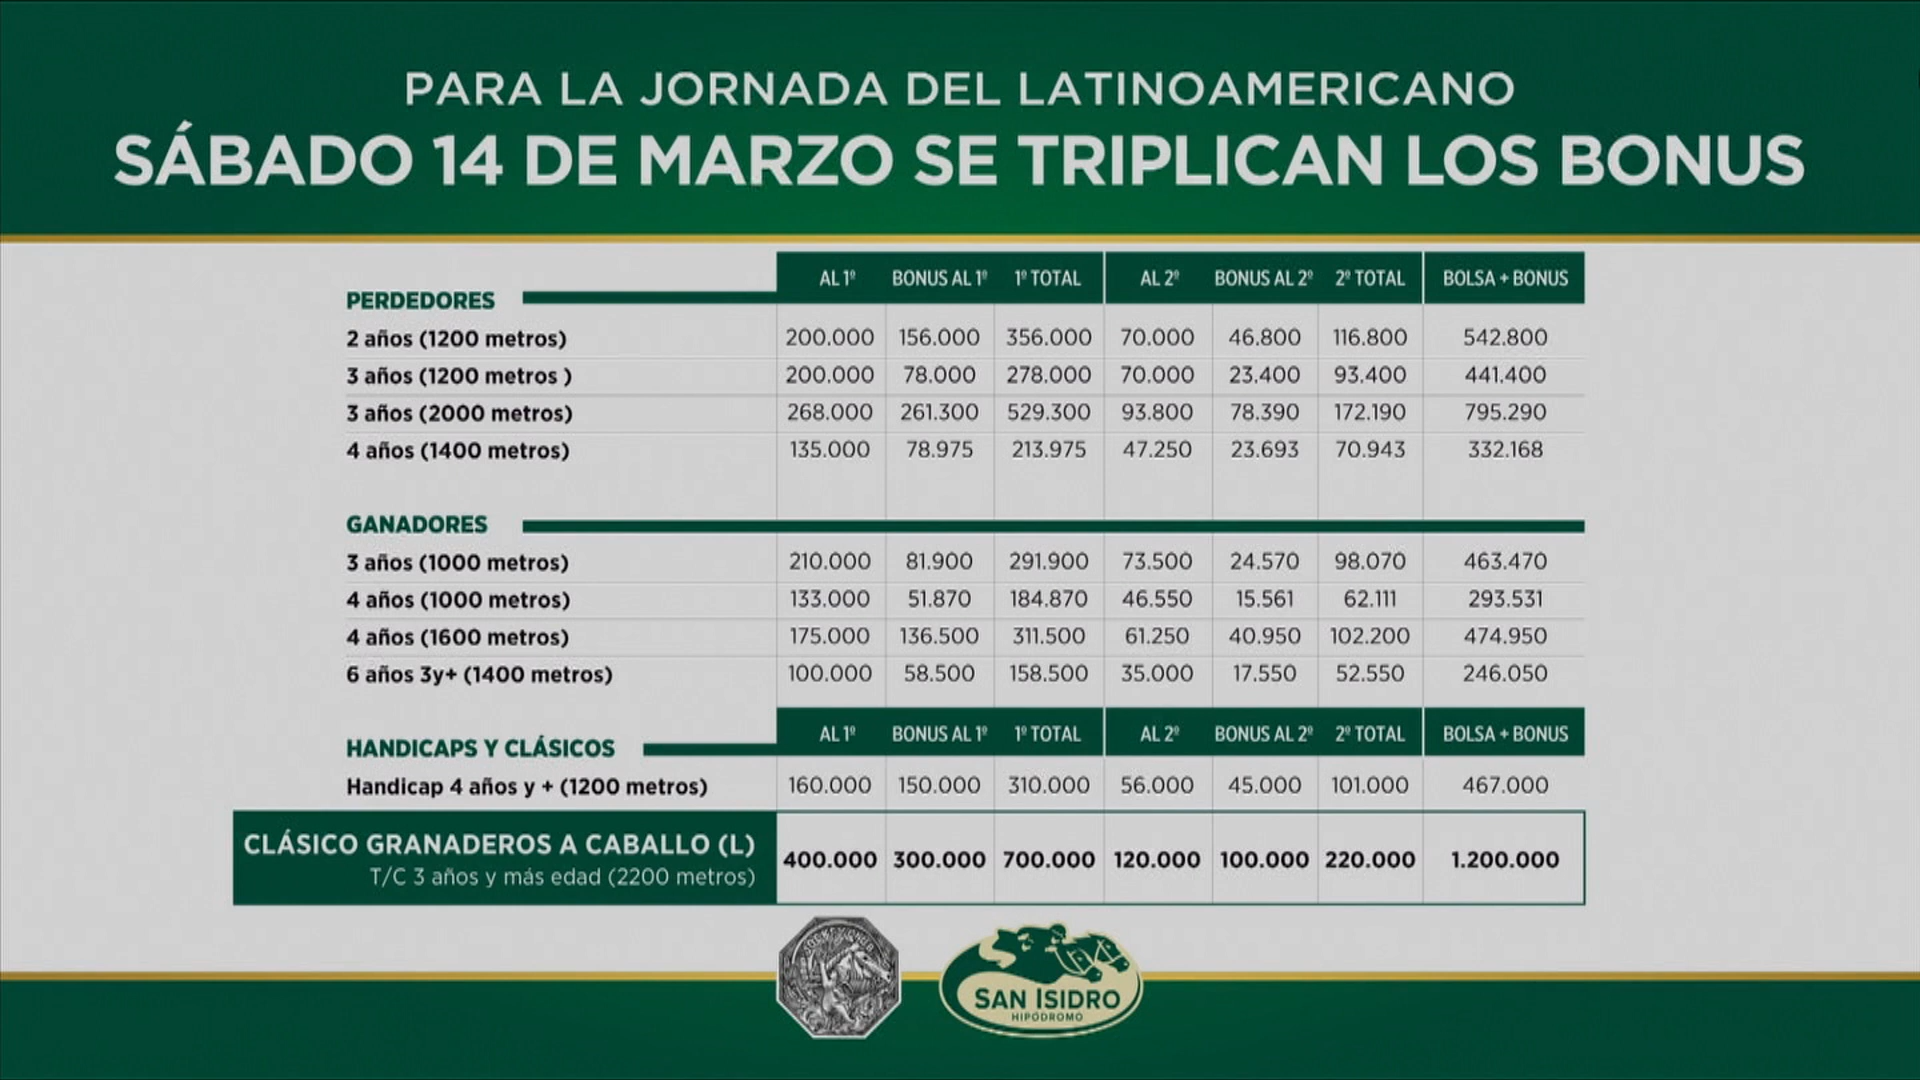 PARA LA JORNADA DEL LATINOAMERICANO
SÁBADO 14 DE MARZO SE TRIPLICAN LOS BONUS
AL 1º BONUS AL 1º 1º TOTAL AL 2º BONUS AL 2º 2º TOTAL BOLSA + BONUS
PERDEDORES
2 años (1200 metros) 200.000 156.000 356.000 70.000 46.800 116.800 542.800
3 años (1200 metros ) 200.000 78.000 278.000 70.000 23.400 93.400 441.400
3 años (2000 metros) 268.000 261.300 529.300 93.800 78.390 172.190 795.290
4 años (1400 metros) 135.000 78.975 213.975 47.250 23.693 70.943 332.168
GANADORES
3 años (1000 metros) 210.000 81.900 291.900 73.500 24.570 98.070 463.470
4 años (1000 metros) 133.000 51.870 184.870 46.550 15.561 62.111 293.531
4 años (1600 metros) 175.000 136.500 311.500 61.250 40.950 102.200 474.950
6 años 3y+ (1400 metros) 100.000 58.500 158.500 35.000 17.550 52.550 246.050
AL 1º BONUS AL 1º 1º TOTAL AL 2º BONUS AL 2º 2º TOTAL BOLSA + BONUS
HANDICAPS Y CLÁSICOS
Handicap 4 años y + (1200 metros) 160.000 150.000 310.000 56.000 45.000 101.000 467.000
CLÁSICO GRANADEROS A CABALLO (L)
T/C 3 años y más edad (2200 metros)
400.000 300.000 700.000 120.000 100.000 220.000 1.200.000
JOCKEY CLUB
SAN ISIDRO
HIPÓDROMO